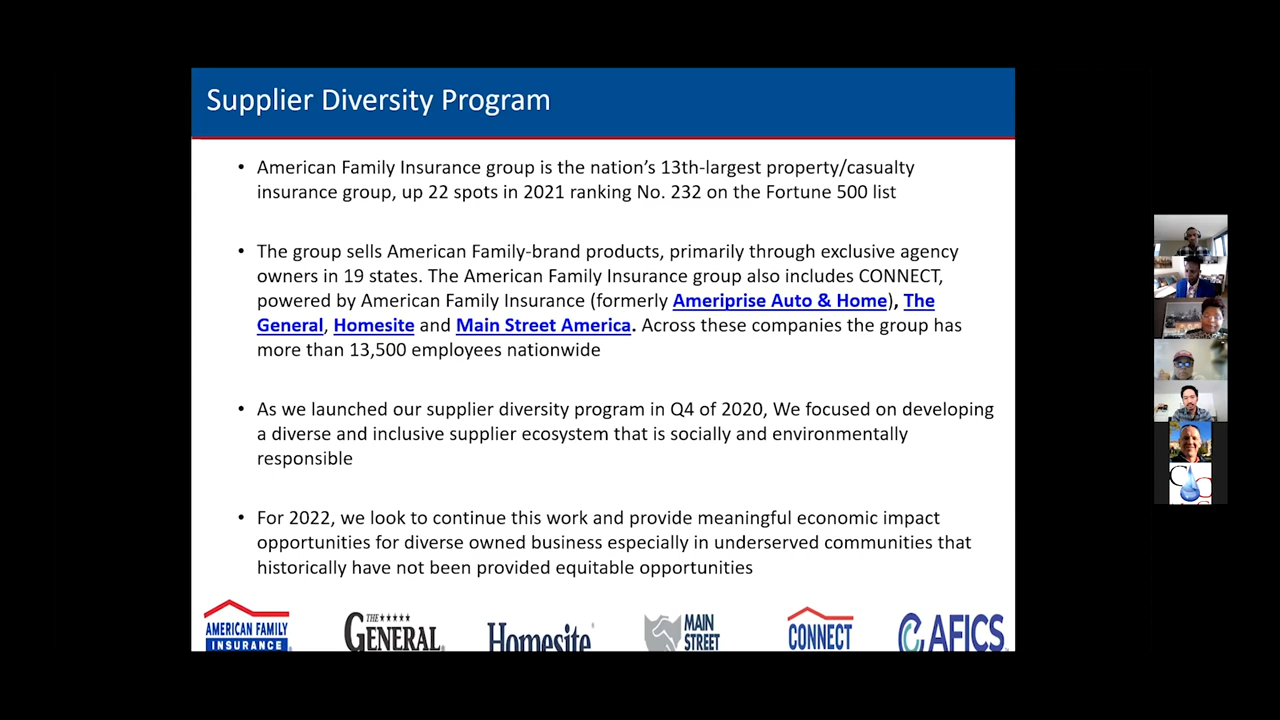 Supplier Diversity Program
• American Family Insurance group is the nation’s 13th-largest property/casualty
insurance group, up 22 spots in 2021 ranking No. 232 on the Fortune 500 list
• The group sells American Family-brand products, primarily through exclusive agency
owners in 19 states. The American Family Insurance group also includes CONNECT,
powered by American Family Insurance (formerly Ameriprise Auto & Home), The
General, Homesite and Main Street America. Across these companies the group has
more than 13,500 employees nationwide
• As we launched our supplier diversity program in Q4 of 2020, We focused on developing
a diverse and inclusive supplier ecosystem that is socially and environmentally
responsible
• For 2022, we look to continue this work and provide meaningful economic impact
opportunities for diverse owned business especially in underserved communities that
historically have not been provided equitable opportunities
AMERICAN FAMILY
INSURANCE
THE
GENERAL
Homesite
MAIN
STREET
CONNECT
AFICS